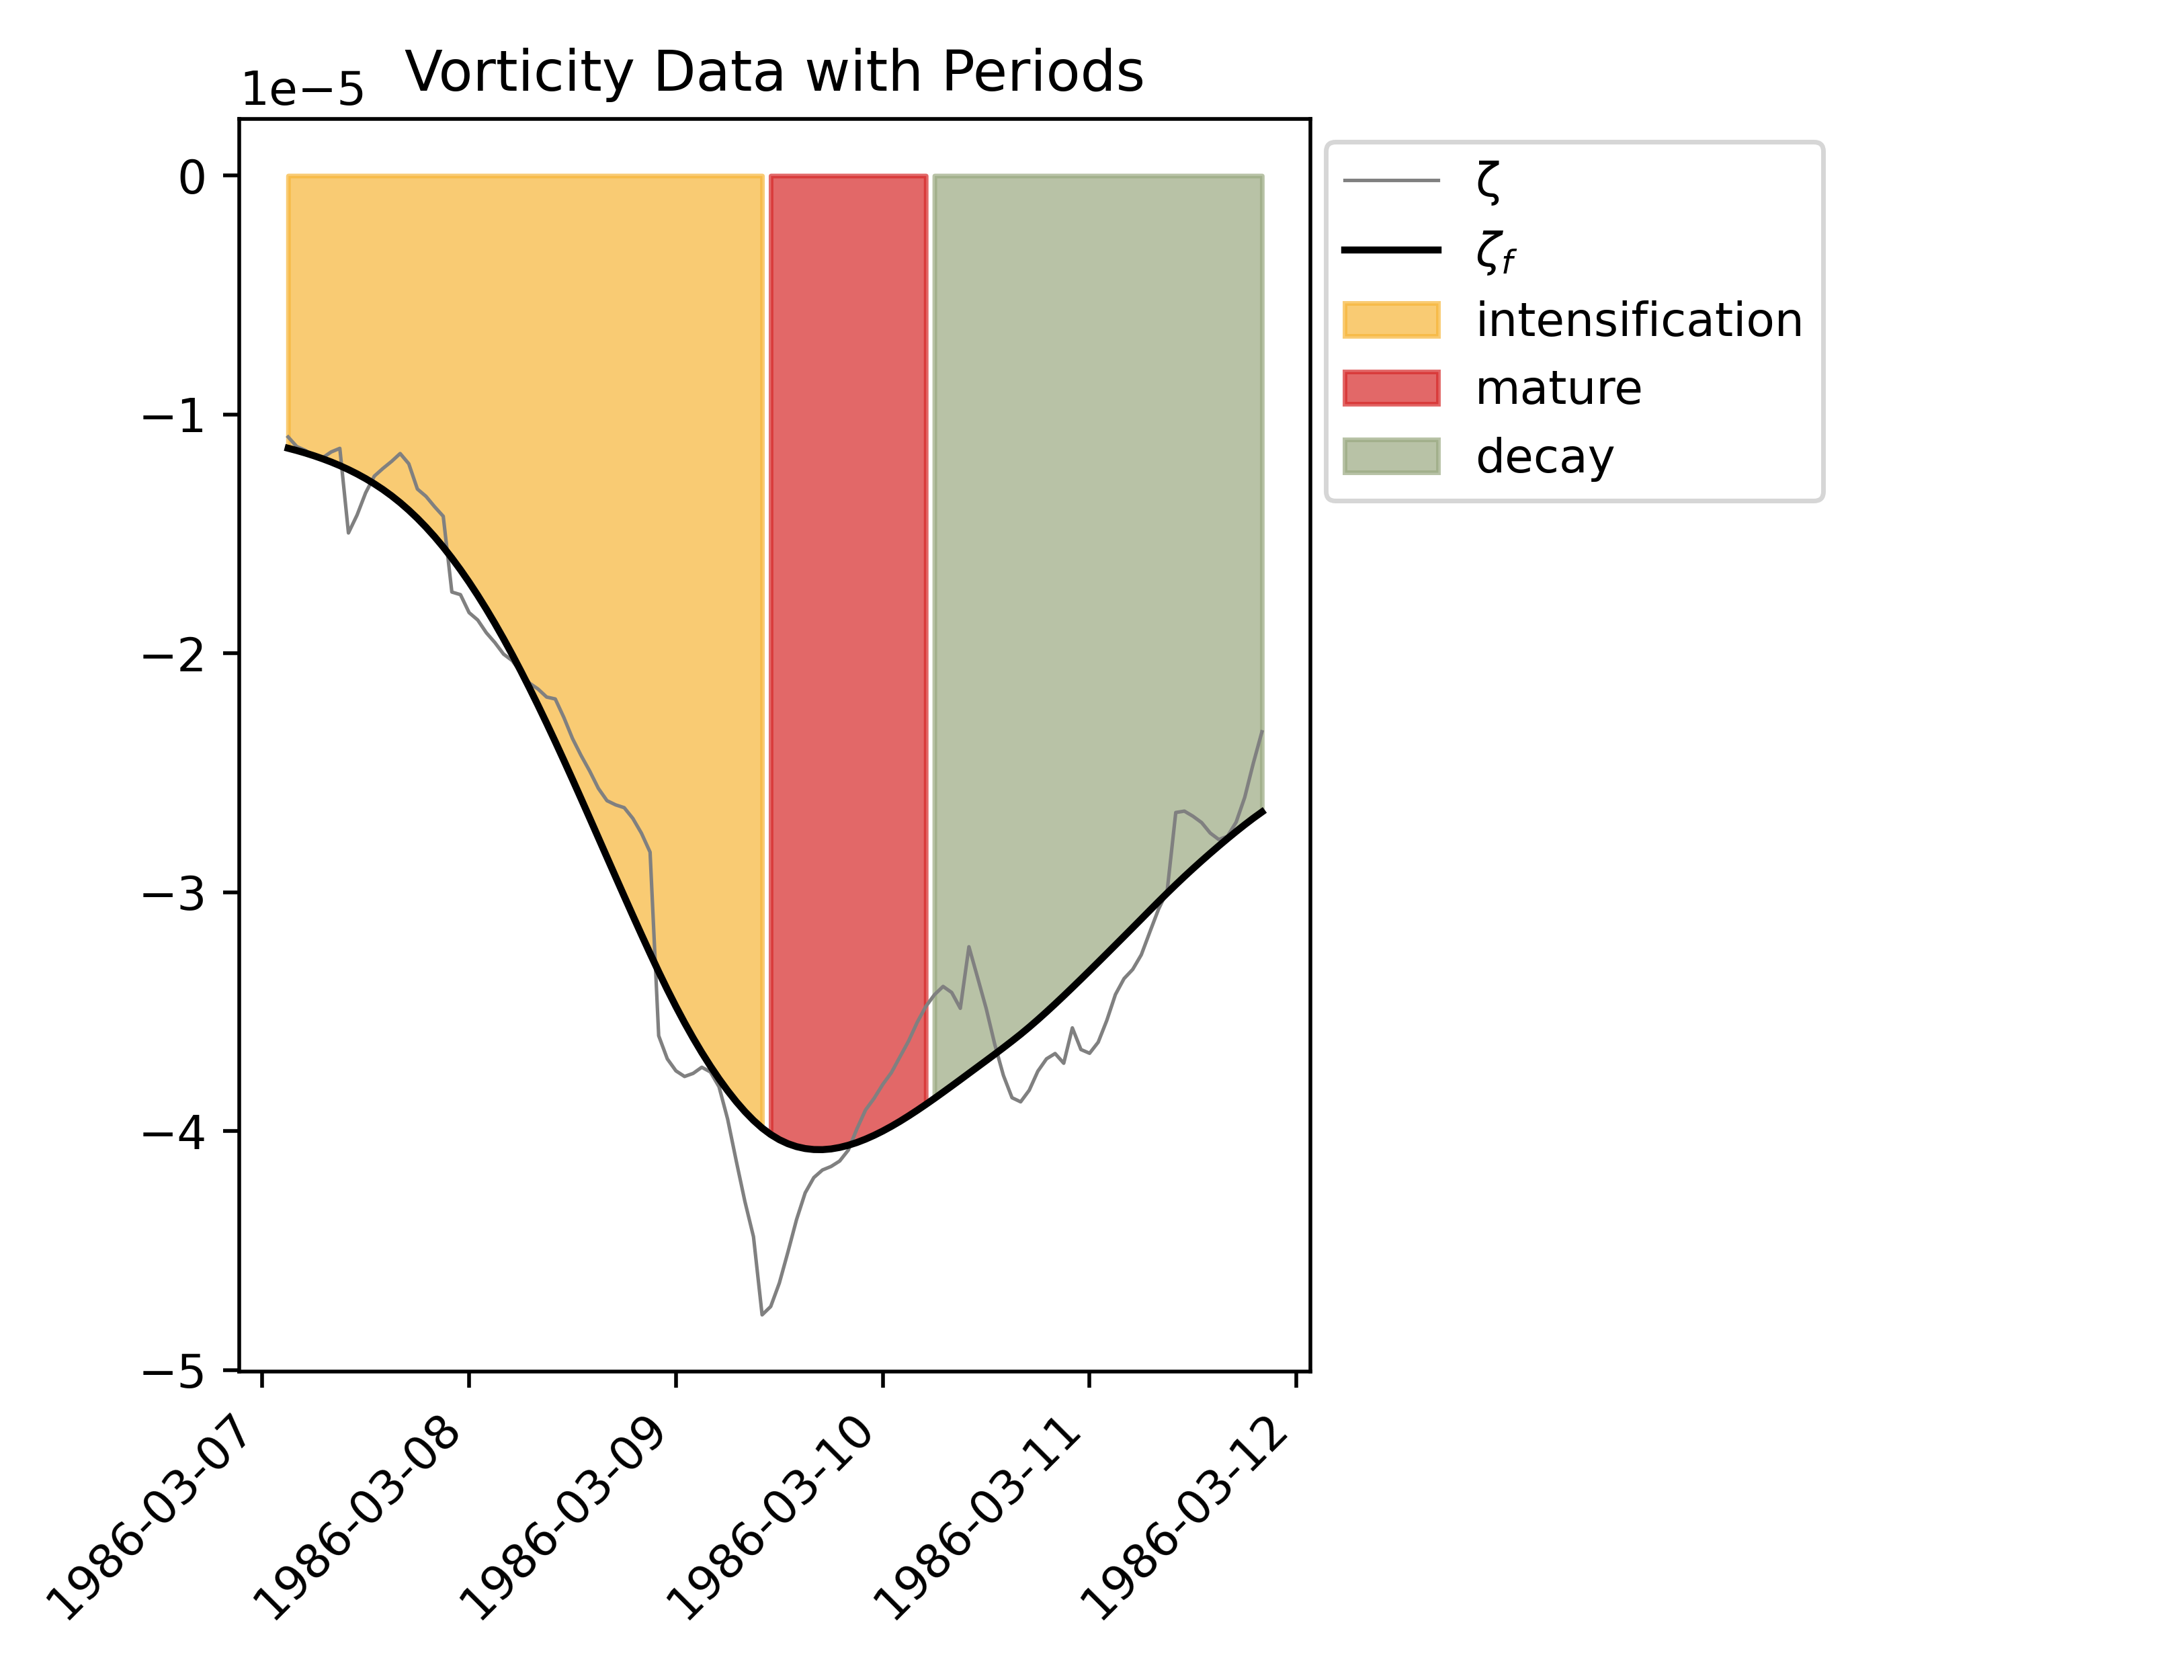 Vorticity Data with Periods
1e−5
0
−1
−2
−3
−4
−5
1986-03-07
1986-03-08
1986-03-09
1986-03-10
1986-03-11
1986-03-12
ζ
ζf
intensification
mature
decay